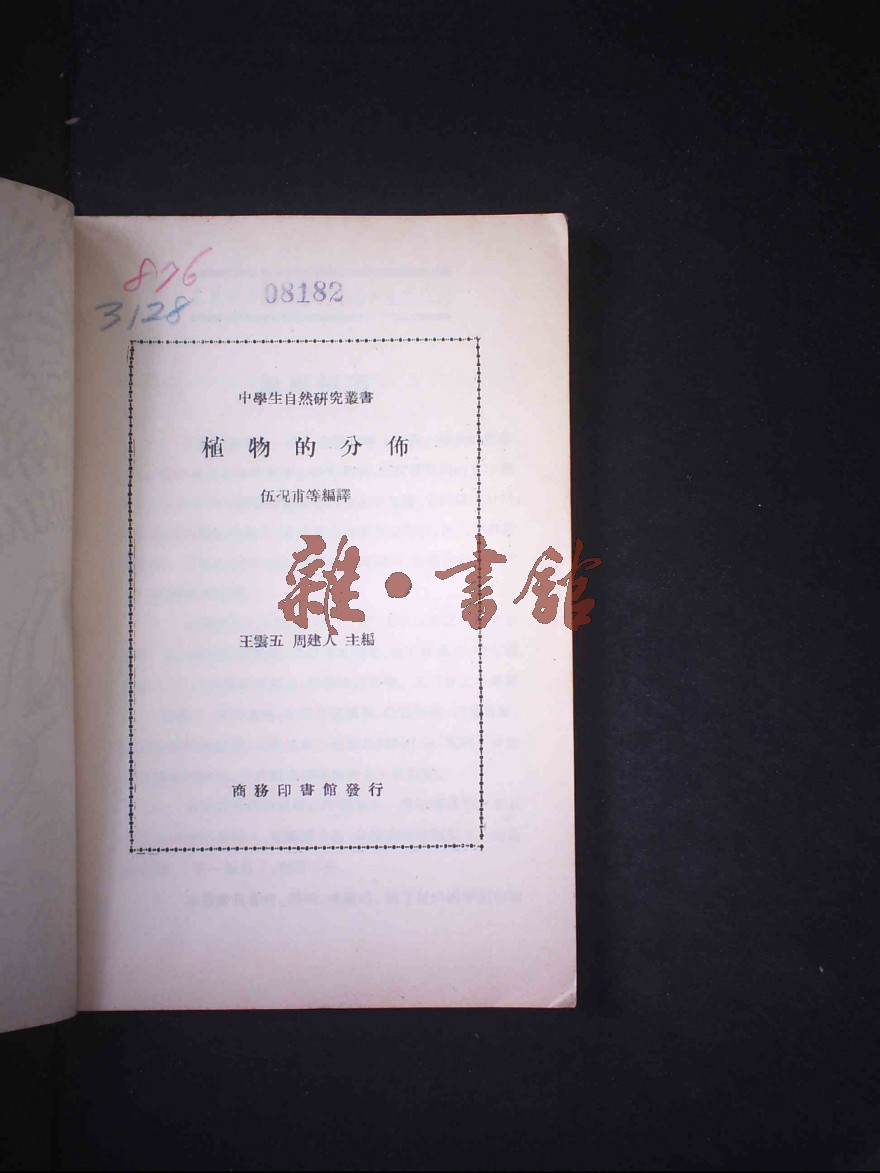 876
08182
3128
中學生自然研究叢書
植物的分佈
伍況甫等編譯
雜·書館
王雲五 周建人 主編
商務印書館發行